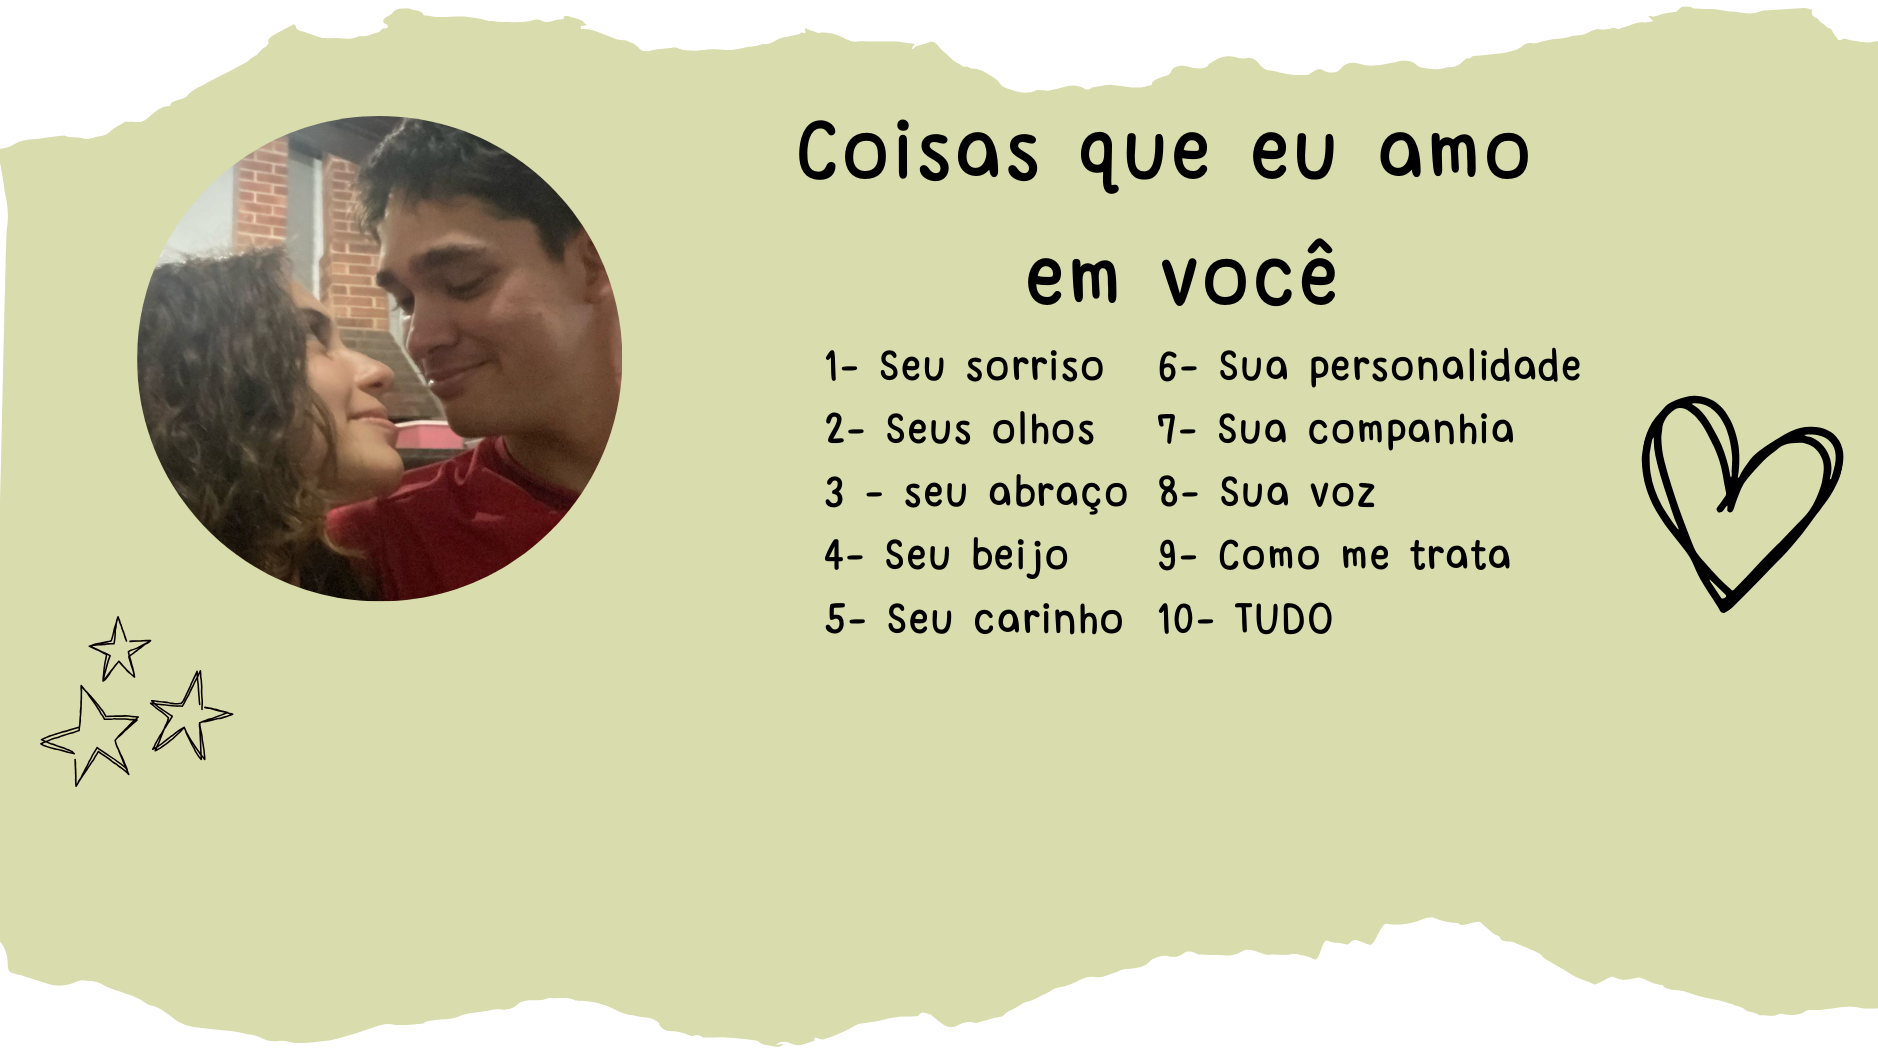 Coisas que eu amo
em você
1- Seu sorriso
2- Seus olhos
3 - seu abraço
4- Seu beijo
5- Seu carinho
6- Sua personalidade
7- Sua companhia
8- Sua voz
9- Como me trata
10- TUDO